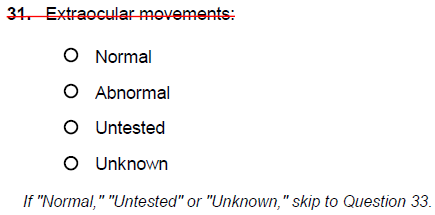 31. Extraocular movements:
Normal
Abnormal
Untested
Unknown
If "Normal," "Untested" or "Unknown," skip to Question 33.